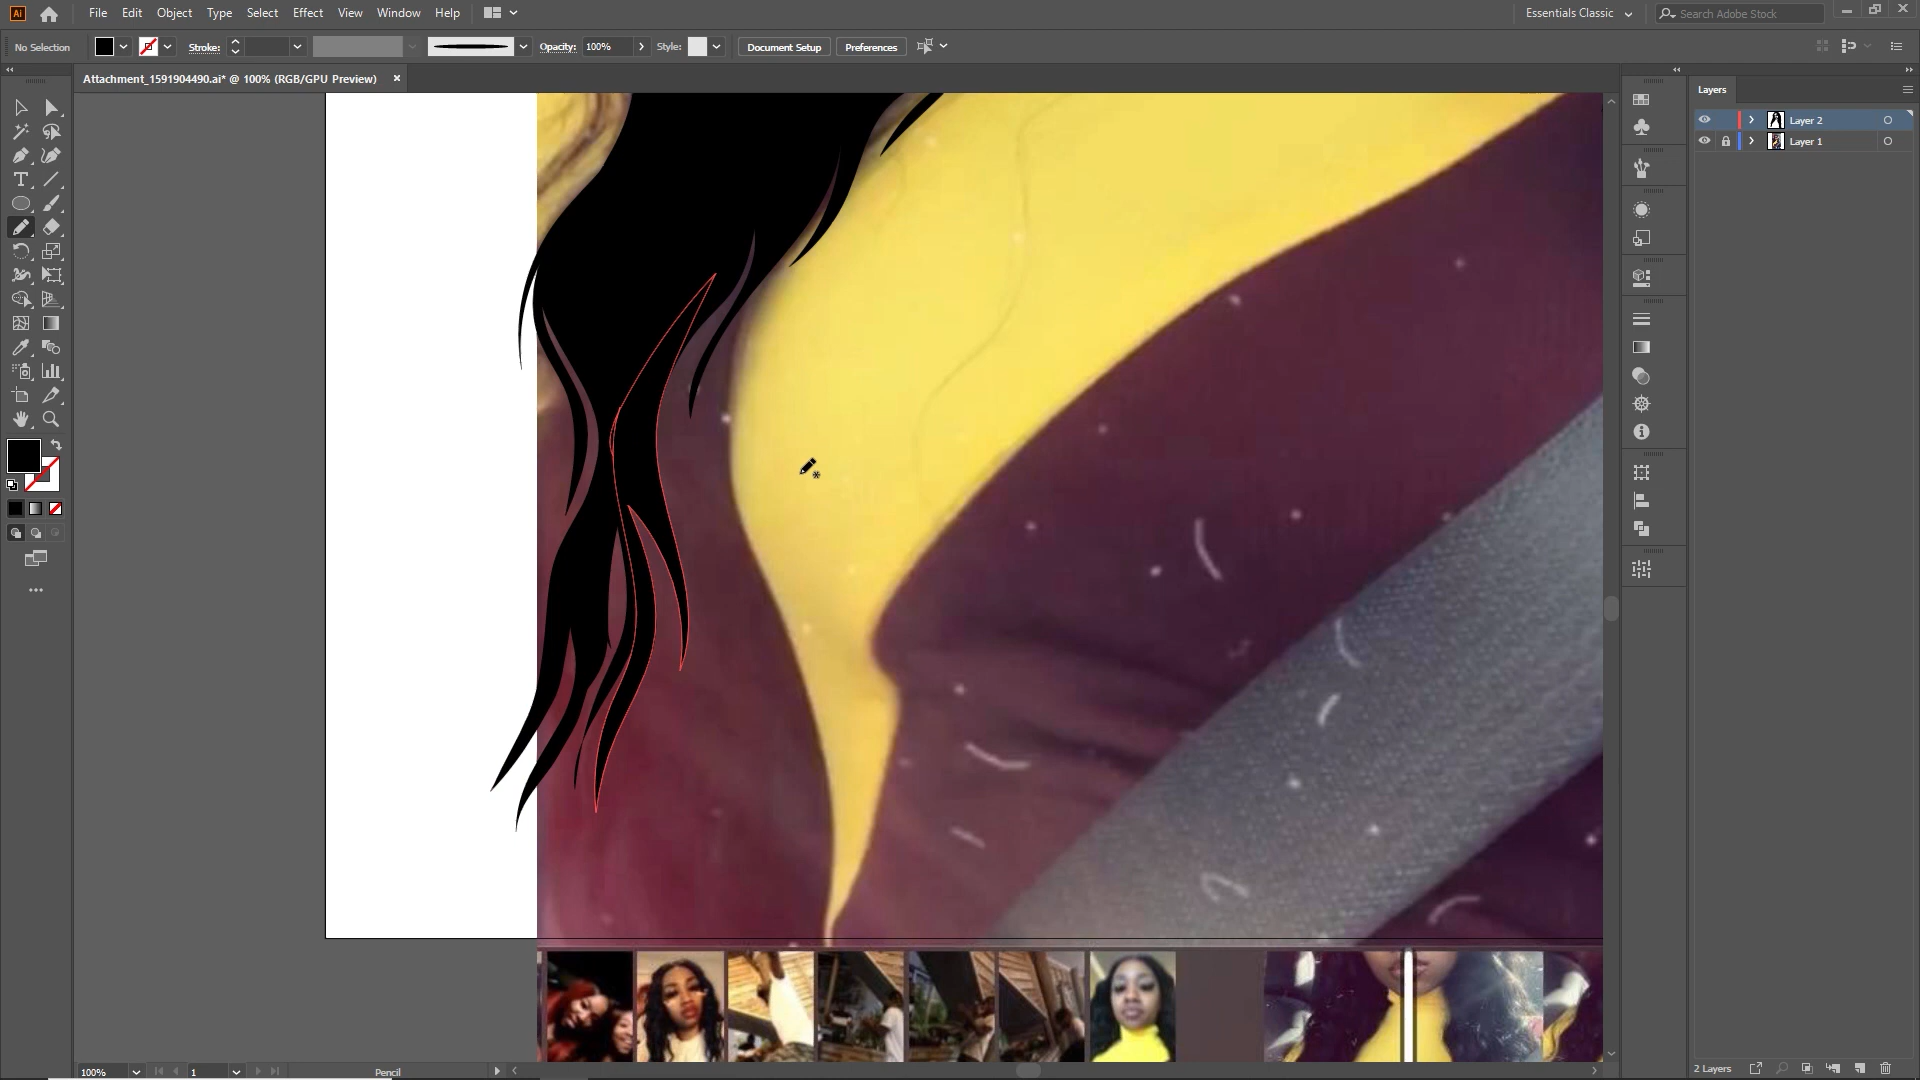 Ai File Edit Object Type Select Effect View Window Help Essentials Classic Search Adobe Stock
No Selection Stroke: Opacity: 100% Style: Document Setup Preferences
Attachment_1591904490.ai* @ 100% (RGB/GPU Preview) ×
Layers
Layer 2
Layer 1
100% 1 Pencil 2 Layers